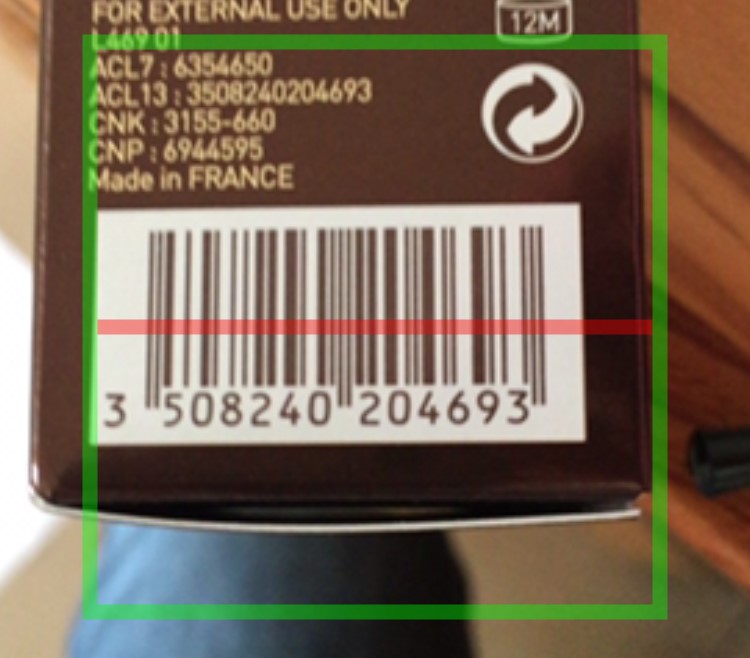 FOR EXTERNAL USE ONLY
12M
L469 01
ACL7 : 6354650
ACL13 : 3508240204693
CNK : 3155-660
CNP : 6944595
Made in FRANCE
3 508240 204693